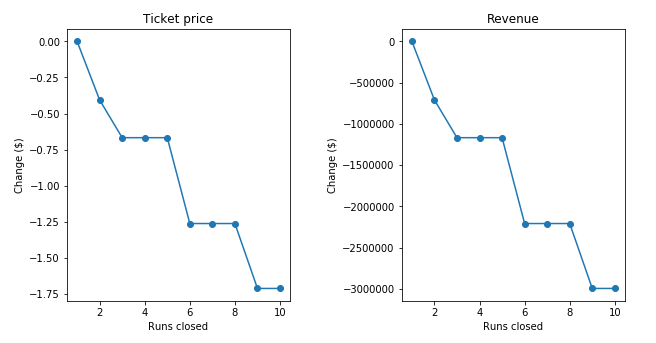 Ticket price
0.00
−0.25
−0.50
−0.75
−1.00
−1.25
−1.50
−1.75
Change ($)
2 4 6 8 10
Runs closed
Revenue
0
−500000
−1000000
−1500000
−2000000
−2500000
−3000000
Change ($)
2 4 6 8 10
Runs closed